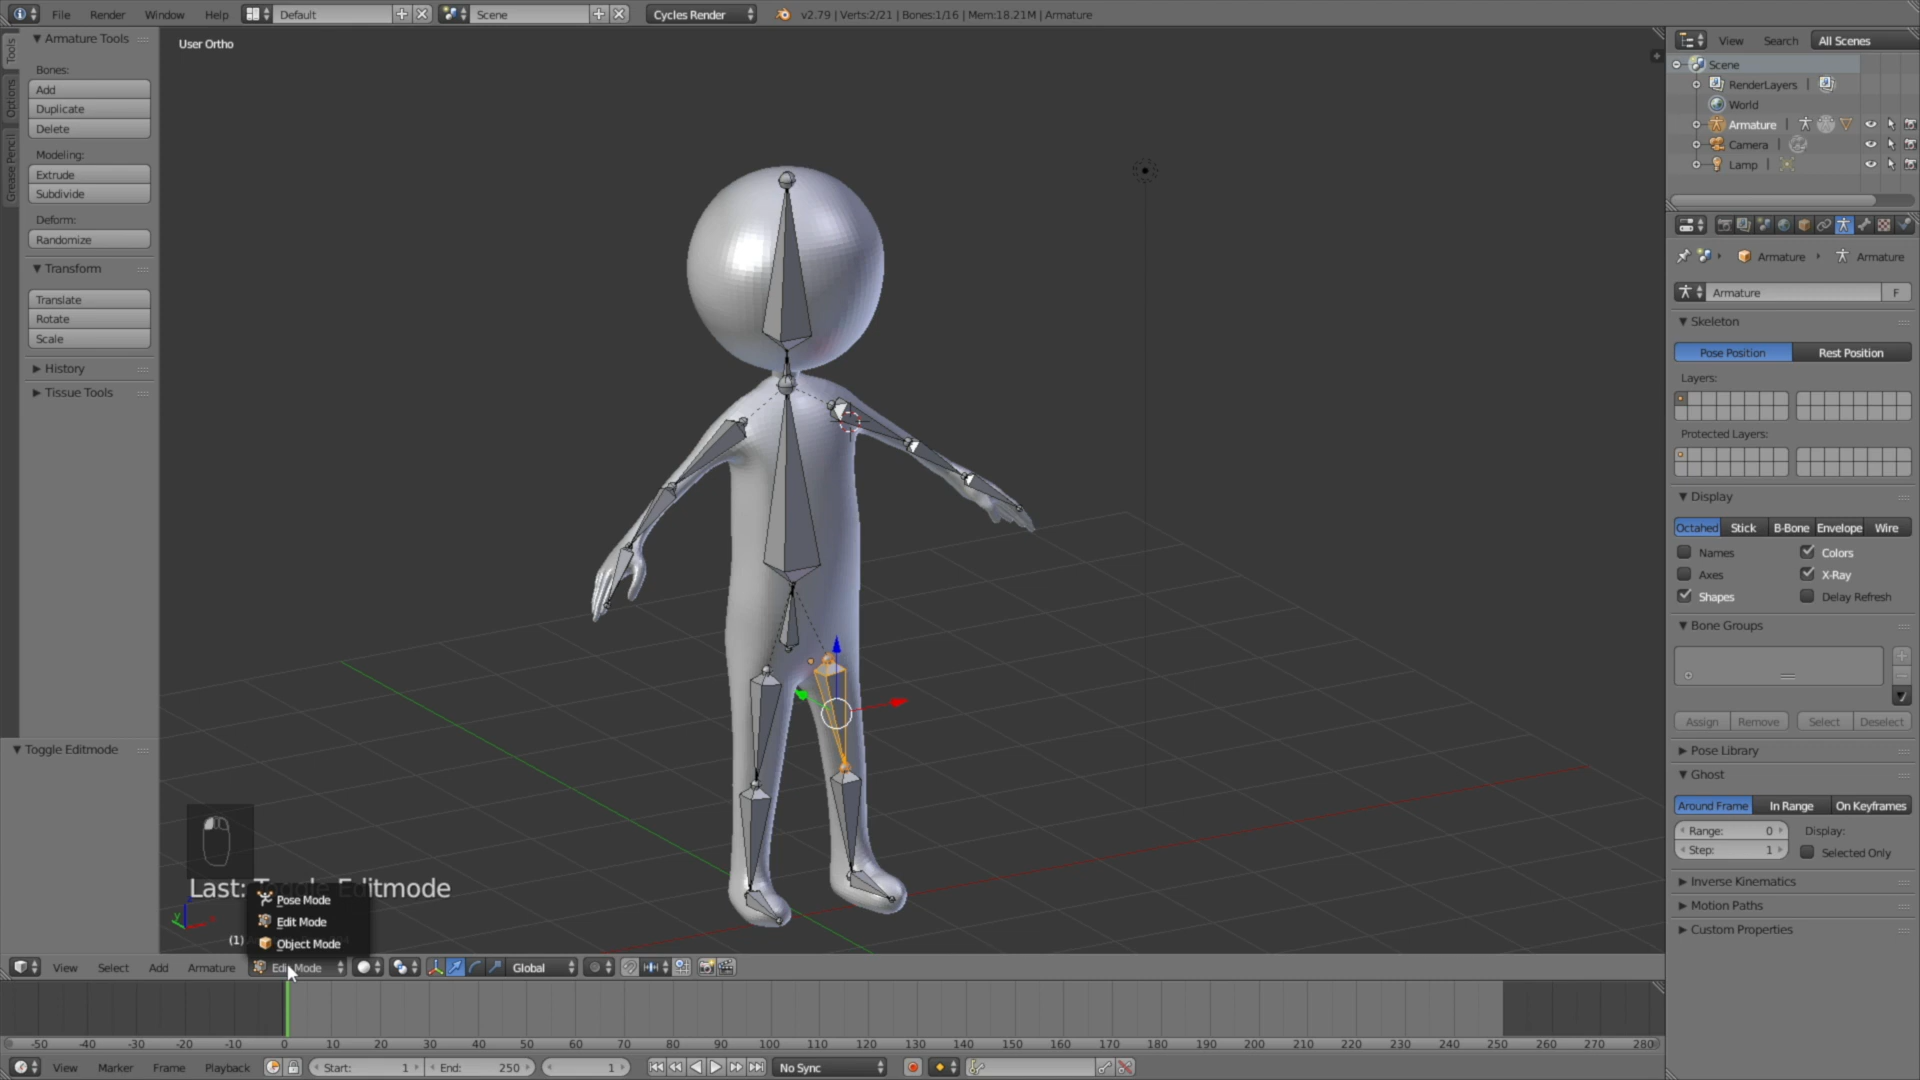 File Render Window Help Default Scene Cycles Render v2.79 | Verts:2/21 | Bones:1/16 | Mem:18.21M | Armature
Tools
Options
Grease Pencil
Armature Tools
Bones:
Add
Duplicate
Delete
Modeling:
Extrude
Subdivide
Deform:
Randomize
Transform
Translate
Rotate
Scale
History
Tissue Tools
Toggle Editmode
User Ortho
Last: Toggle Editmode
Pose Mode
Edit Mode
Object Mode
(1)
View Select Add Armature Edit Mode Global
-50 -40 -30 -20 -10 0 10 20 30 40 50 60 70 80 90 100 110 120 130 140 150 160 170 180 190 200 210 220 230 240 250 260 270 280
View Marker Frame Playback Start: 1 End: 250 1 No Sync
View Search All Scenes
Scene
RenderLayers |
World
Armature |
Camera |
Lamp |
Armature Armature
Armature F
Skeleton
Pose Position Rest Position
Layers:
Protected Layers:
Display
Octahed Stick B-Bone Envelope Wire
Names Colors
Axes X-Ray
Shapes Delay Refresh
Bone Groups
Assign Remove Select Deselect
Pose Library
Ghost
Around Frame In Range On Keyframes
Range: 0 Display:
Step: 1 Selected Only
Inverse Kinematics
Motion Paths
Custom Properties